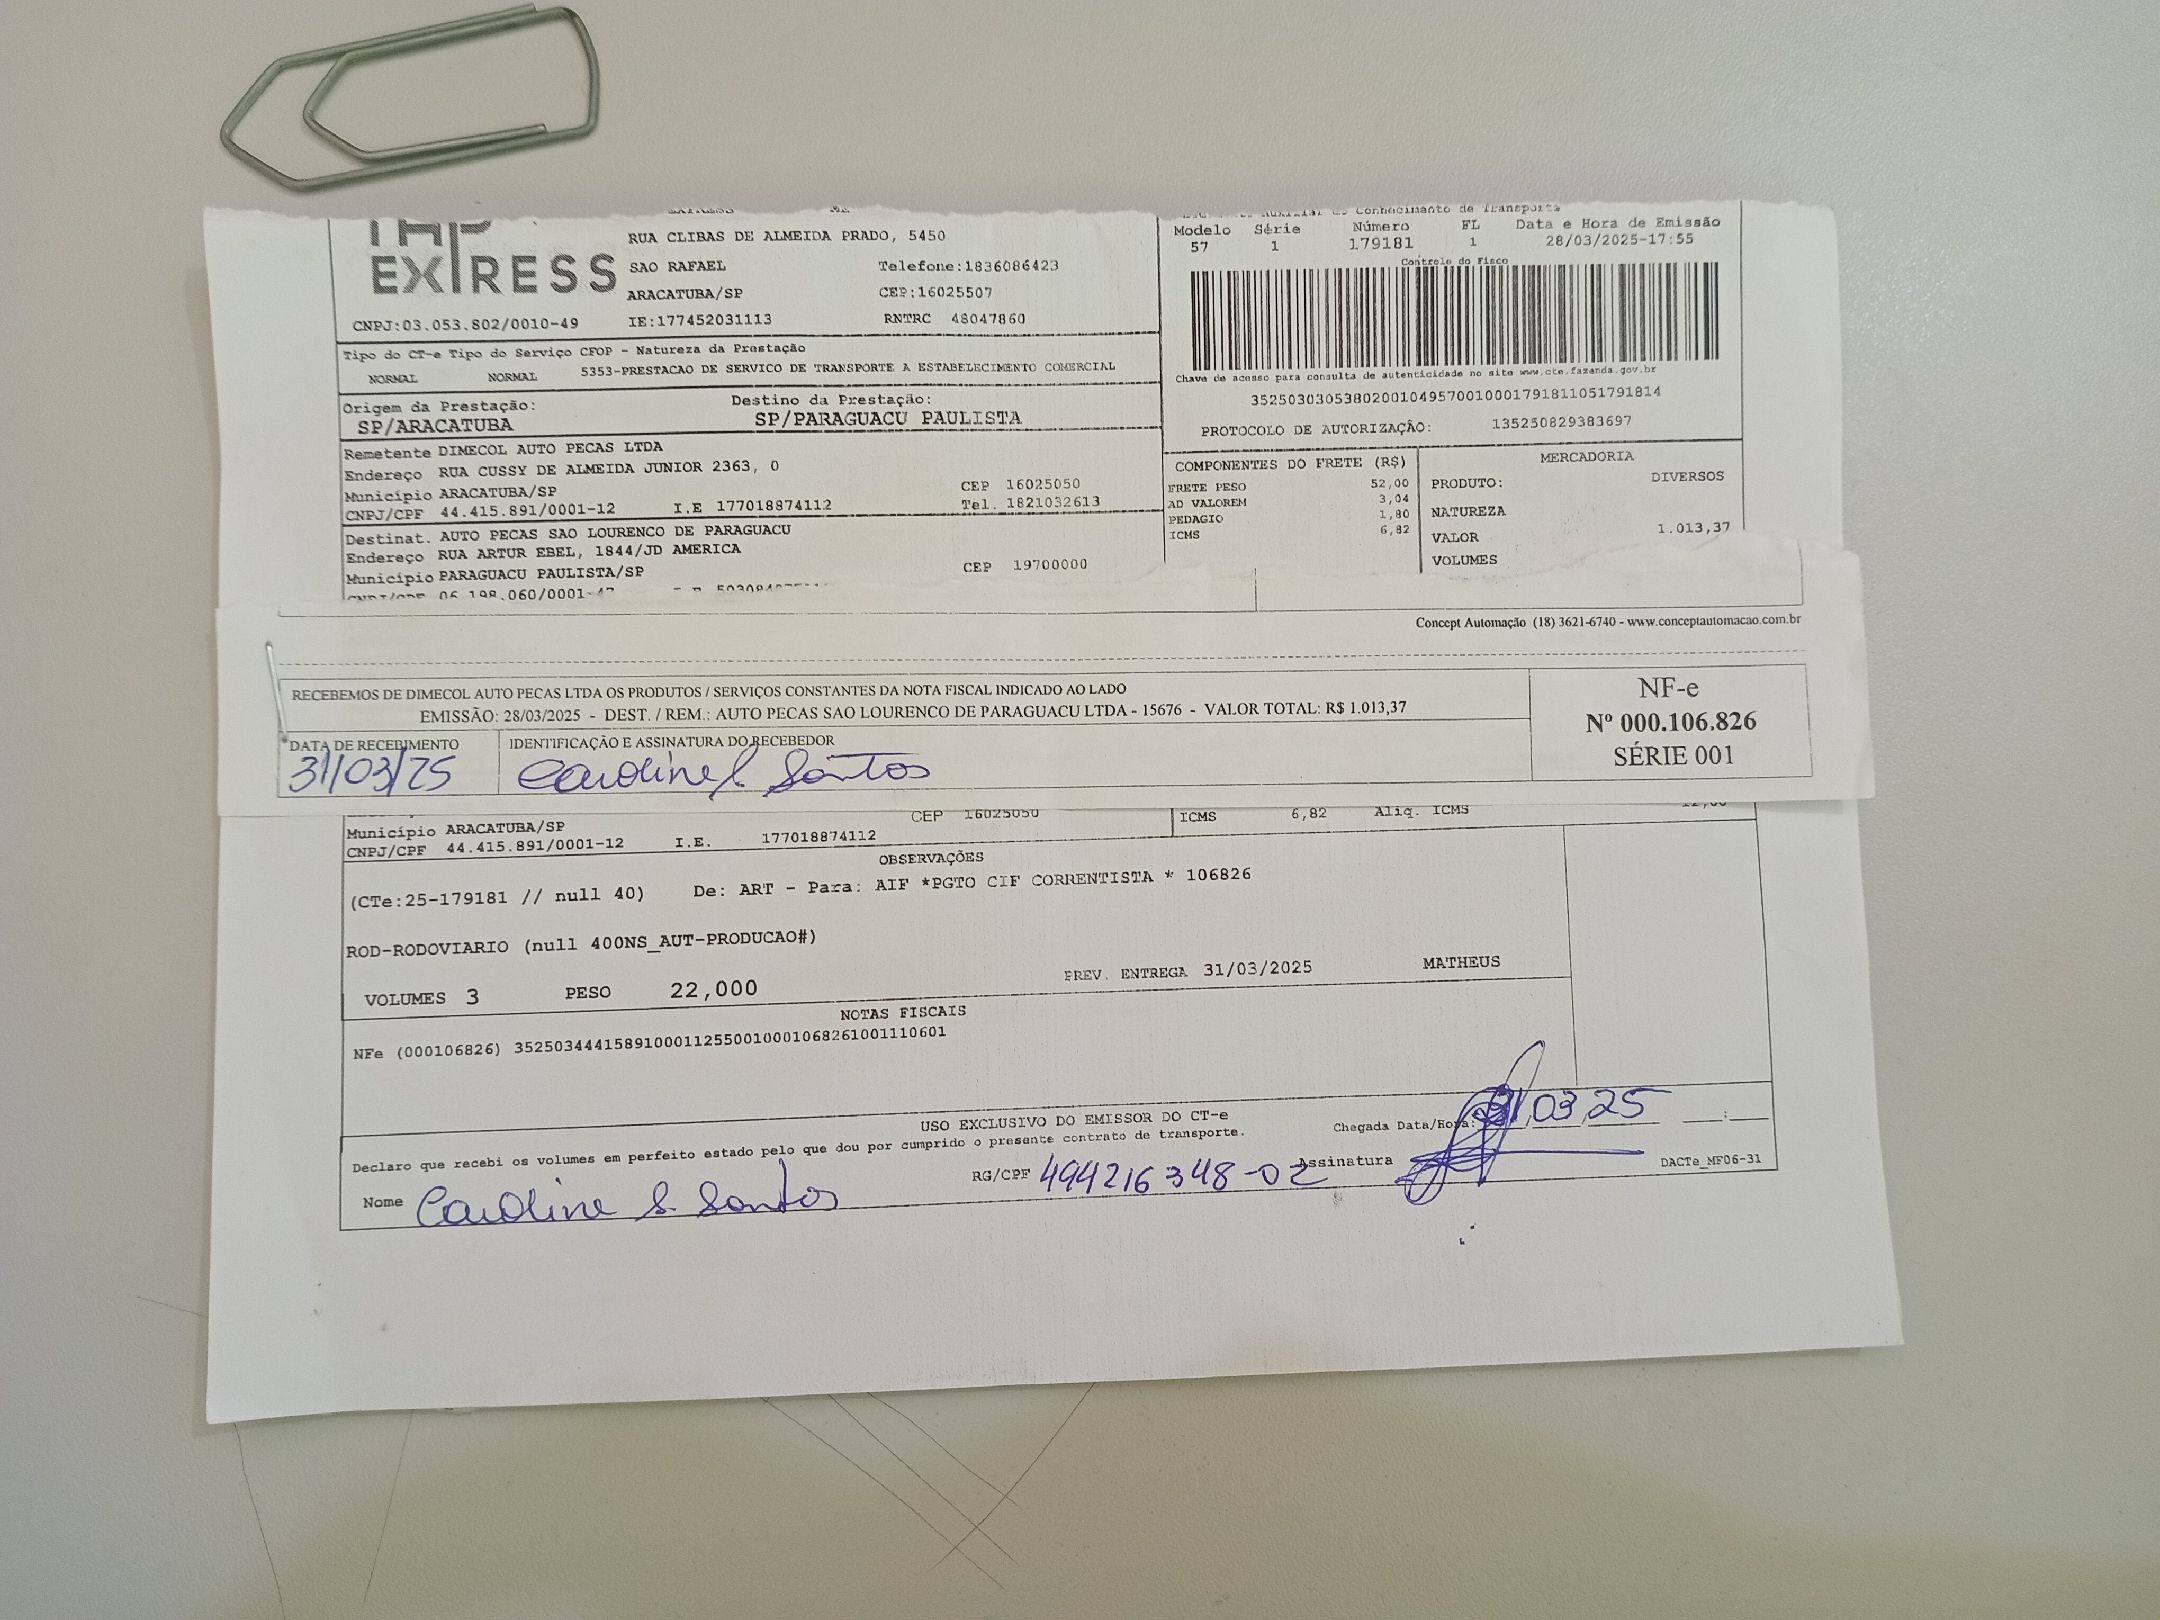 EXPRESS
RUA CLIBAS DE ALMEIDA PRADO, 5450
SAO RAFAEL Telefone:1836086423
ARACATUBA/SP CEP:16025507
CNPJ:03.053.802/0010-49 IE:177452031113 RNTRC 48047860
Conhecimento de Transporte
Modelo Série Número FL Data e Hora de Emissão
57 1 179181 1 28/03/2025-17:55
Controle do Fisco
Chave de acesso para consulta de autenticidade no site www.cte.fazenda.gov.br
35250303053802001049570010001791811051791814
PROTOCOLO DE AUTORIZAÇÃO: 135250829383697
Tipo do CT-e Tipo do Serviço CFOP - Natureza da Prestação
NORMAL NORMAL 5353-PRESTACAO DE SERVICO DE TRANSPORTE A ESTABELECIMENTO COMERCIAL
Origem da Prestação: Destino da Prestação:
SP/ARACATUBA SP/PARAGUACU PAULISTA
Remetente DIMECOL AUTO PECAS LTDA
Endereço RUA CUSSY DE ALMEIDA JUNIOR 2363, 0
Município ARACATUBA/SP CEP 16025050
CNPJ/CPF 44.415.891/0001-12 I.E 177018874112 Tel. 1821032613
Destinat. AUTO PECAS SAO LOURENCO DE PARAGUACU
Endereço RUA ARTUR EBEL, 1844/JD AMERICA
Município PARAGUACU PAULISTA/SP CEP 19700000
CNPJ/CPF 06.198.060/0001-47
COMPONENTES DO FRETE (R$)
FRETE PESO 52,00
AD VALOREM 3,04
PEDAGIO 1,80
ICMS 6,82
MERCADORIA
PRODUTO: DIVERSOS
NATUREZA
VALOR 1.013,37
VOLUMES
Concept Automação (18) 3621-6740 - www.conceptautomacao.com.br
RECEBEMOS DE DIMECOL AUTO PECAS LTDA OS PRODUTOS / SERVIÇOS CONSTANTES DA NOTA FISCAL INDICADO AO LADO
EMISSÃO: 28/03/2025 - DEST. / REM.: AUTO PECAS SAO LOURENCO DE PARAGUACU LTDA - 15676 - VALOR TOTAL: R$ 1.013,37
DATA DE RECEBIMENTO IDENTIFICAÇÃO E ASSINATURA DO RECEBEDOR
31/03/25 Caroline S. Santos
NF-e
Nº 000.106.826
SÉRIE 001
CEP 16025050 ICMS 6,82 Aliq. ICMS
Município ARACATUBA/SP
CNPJ/CPF 44.415.891/0001-12 I.E. 177018874112
OBSERVAÇÕES
(CTe:25-179181 // null 40) De: ART - Para: AIF *PGTO CIF CORRENTISTA * 106826
ROD-RODOVIARIO (null 400NS_AUT-PRODUCAO#)
VOLUMES 3 PESO 22,000 PREV. ENTREGA 31/03/2025 MATHEUS
NOTAS FISCAIS
NFe (000106826) 35250344415891000112550010001068261001110601
USO EXCLUSIVO DO EMISSOR DO CT-e
Declaro que recebi os volumes em perfeito estado pelo que dou por cumprido o presente contrato de transporte.
Chegada Data/Hora: 31,03,25 __:__
Nome Caroline S. Santos RG/CPF 494216348-02 Assinatura
DACTe_MF06-31